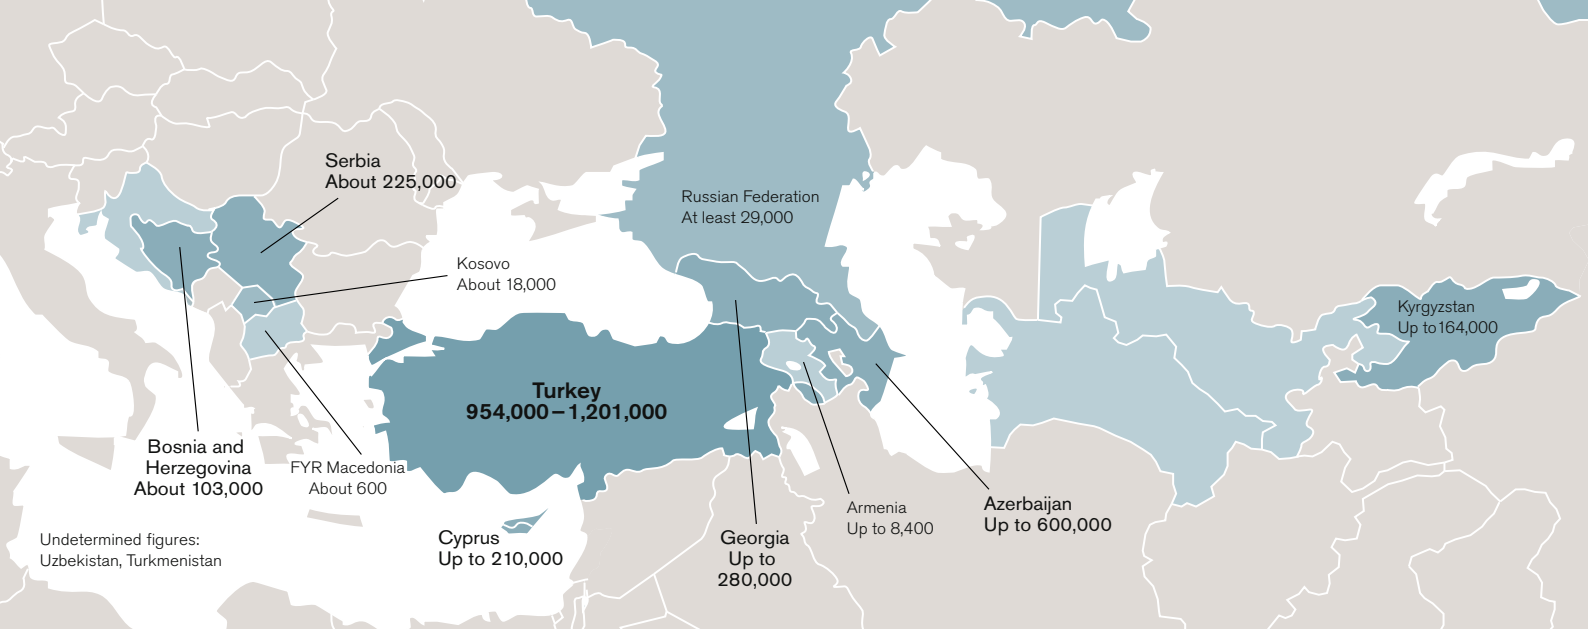 Serbia
About 225,000
Russian Federation
At least 29,000
Kosovo
About 18,000
Kyrgyzstan
Up to 164,000
Turkey
954,000–1,201,000
Bosnia and
Herzegovina
About 103,000
FYR Macedonia
About 600
Cyprus
Up to 210,000
Georgia
Up to
280,000
Armenia
Up to 8,400
Azerbaijan
Up to 600,000
Undetermined figures:
Uzbekistan, Turkmenistan